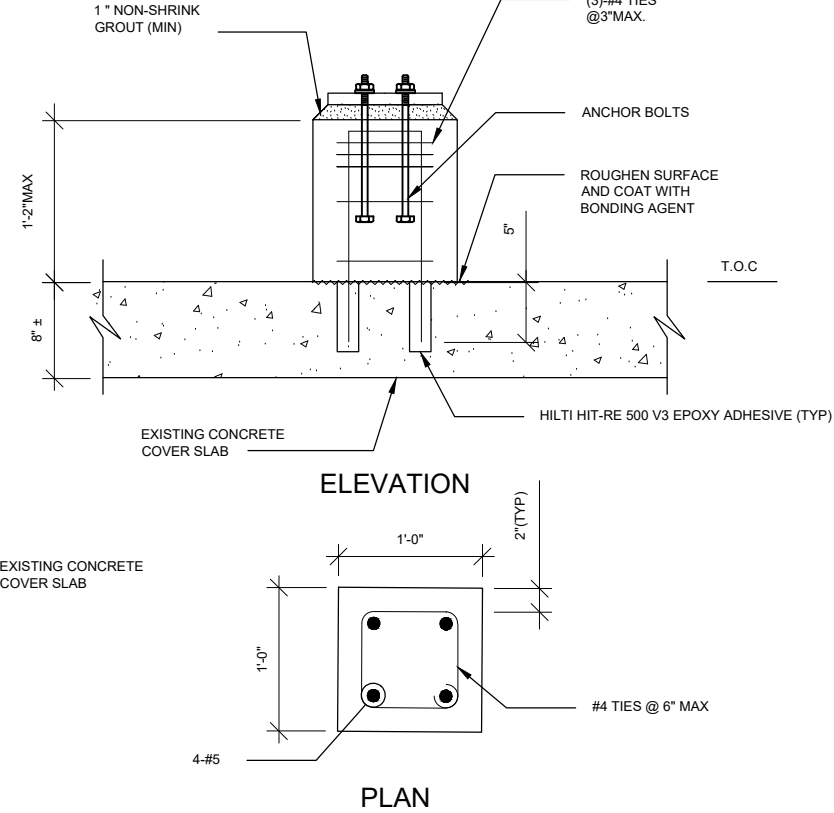 1 " NON-SHRINK
GROUT (MIN)
(3)-#4 TIES
@3"MAX.
ANCHOR BOLTS
1'-2"MAX
ROUGHEN SURFACE
AND COAT WITH
BONDING AGENT
5"
T.O.C
8" ±
HILTI HIT-RE 500 V3 EPOXY ADHESIVE (TYP)
EXISTING CONCRETE
COVER SLAB
ELEVATION
2"(TYP)
1'-0"
EXISTING CONCRETE
COVER SLAB
1'-0"
#4 TIES @ 6" MAX
4-#5
PLAN